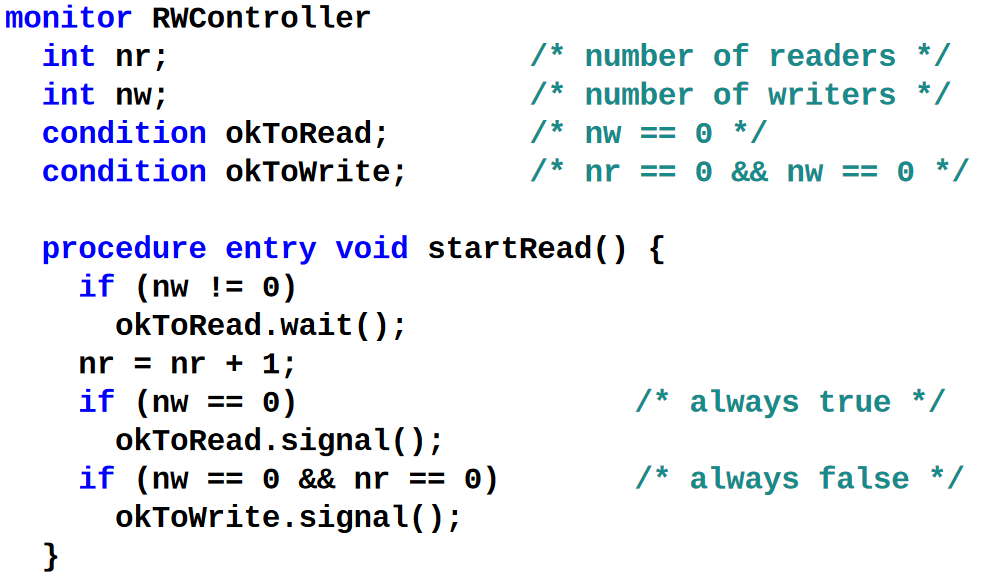 monitor RWController
int nr; /* number of readers */
int nw; /* number of writers */
condition okToRead; /* nw == 0 */
condition okToWrite; /* nr == 0 && nw == 0 */
procedure entry void startRead() {
if (nw != 0)
okToRead.wait();
nr = nr + 1;
if (nw == 0) /* always true */
okToRead.signal();
if (nw == 0 && nr == 0) /* always false */
okToWrite.signal();
}